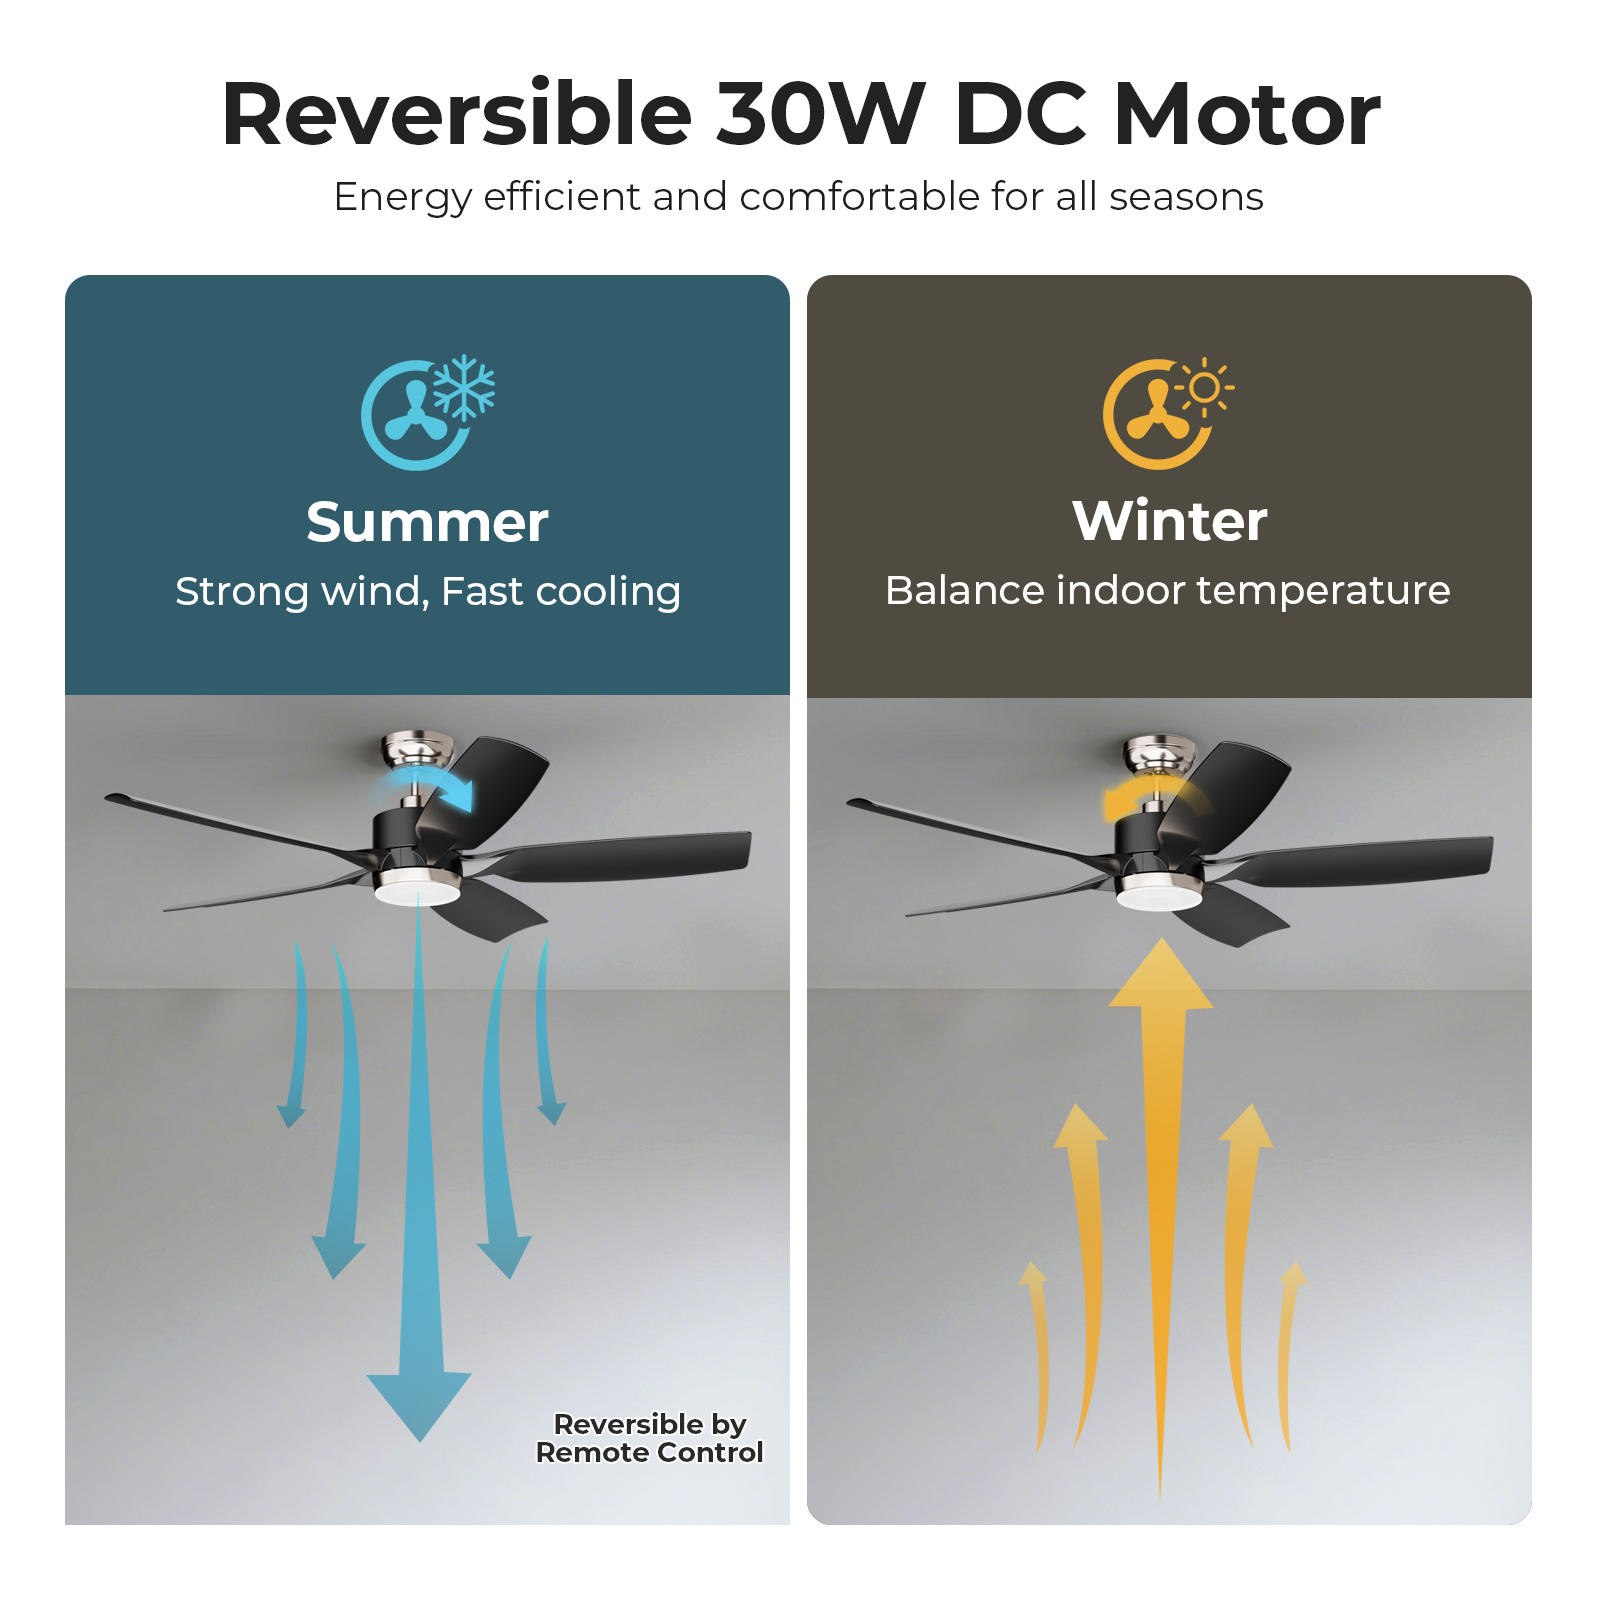 Reversible 30W DC Motor
Energy efficient and comfortable for all seasons
Summer
Strong wind, Fast cooling
Reversible by
Remote Control
Winter
Balance indoor temperature